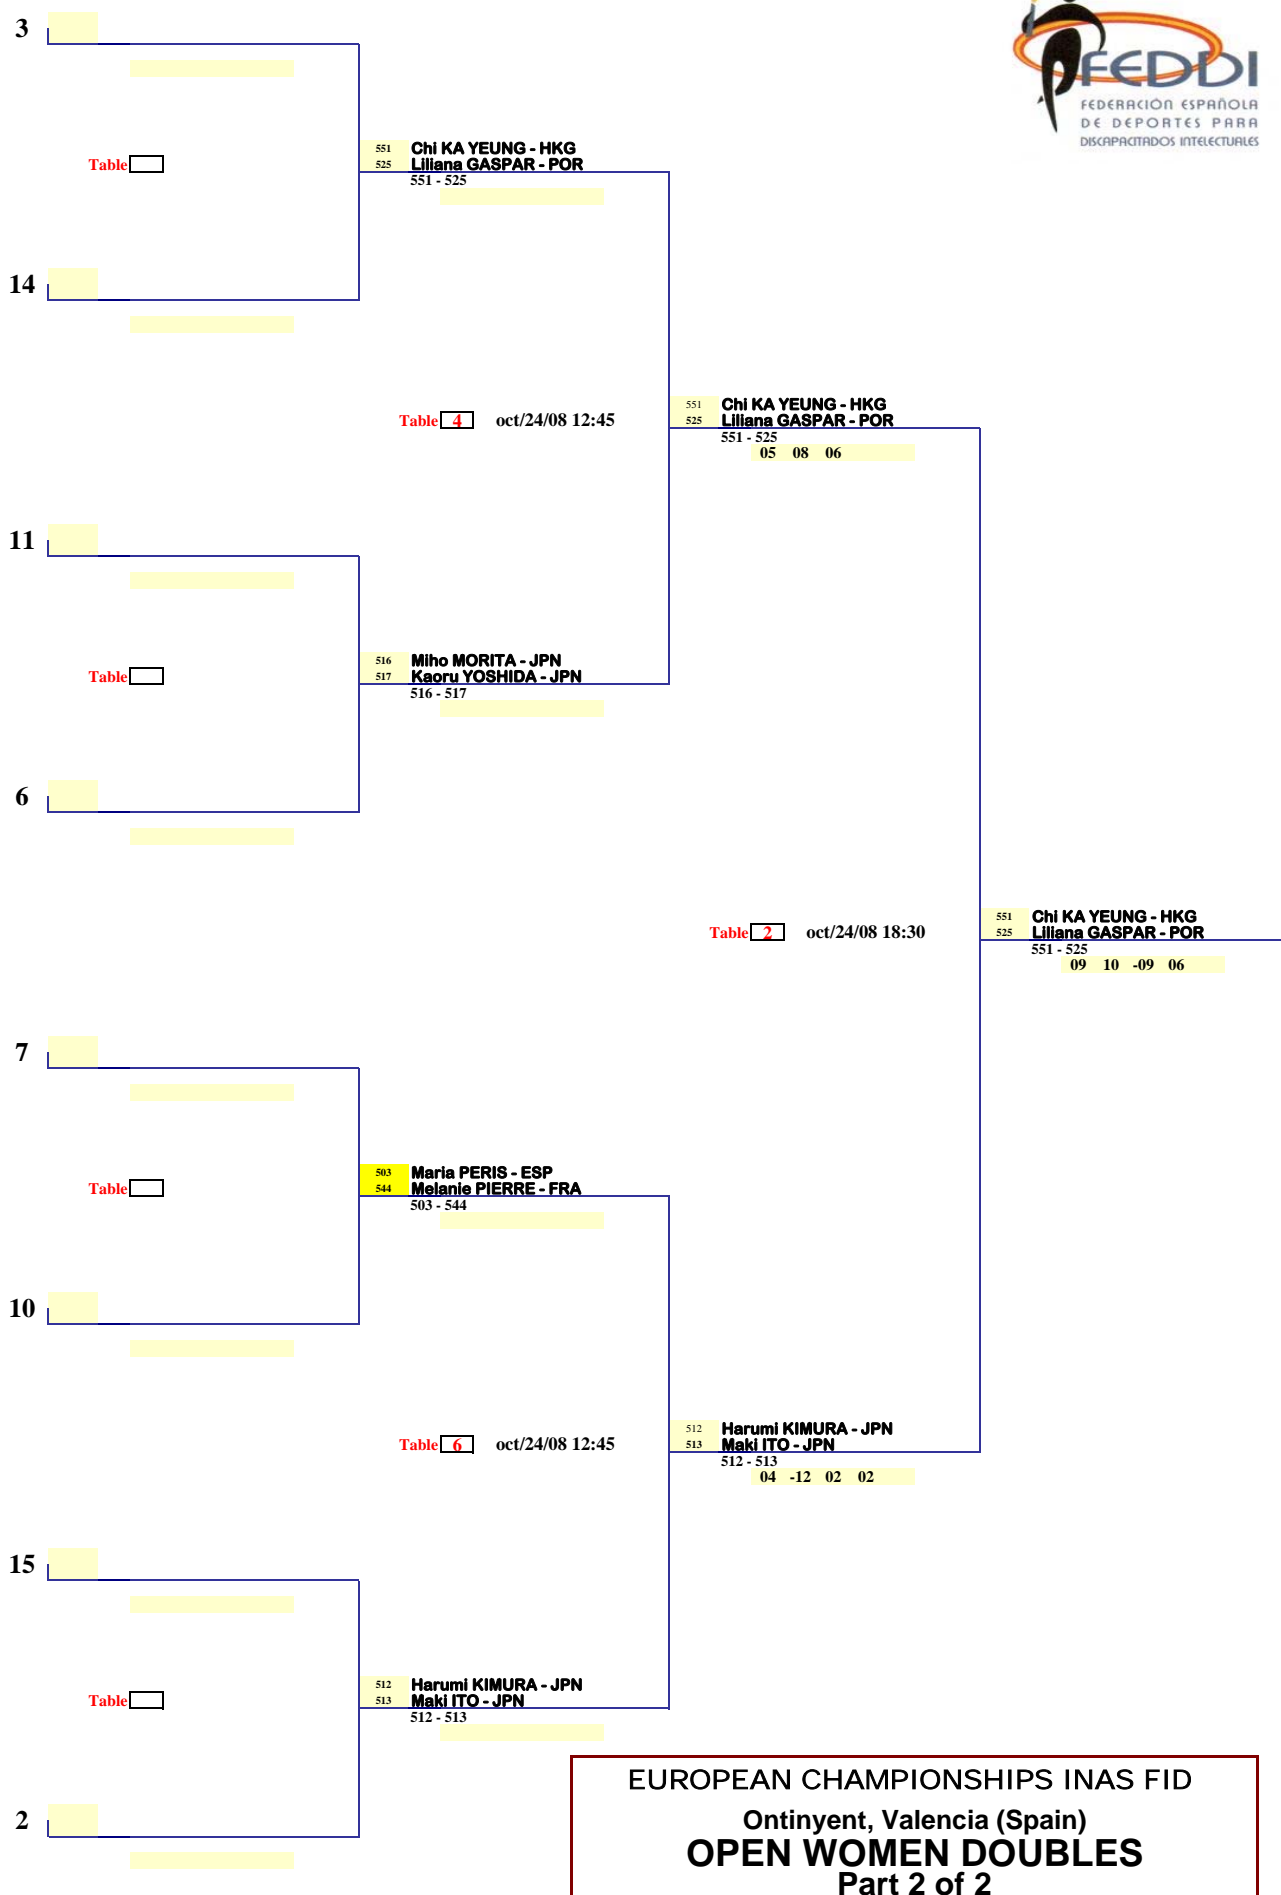 3
FEDDI
FEDERACIÓN ESPAÑOLA
DE DEPORTES PARA
DISCAPACITADOS INTELECTUALES
551 Chi KA YEUNG - HKG
Table
525 Liliana GASPAR - POR
551 - 525
14
551 Chi KA YEUNG - HKG
Table 4 oct/24/08 12:45
525 Liliana GASPAR - POR
551 - 525
05 08 06
11
516 Miho MORITA - JPN
Table
517 Kaoru YOSHIDA - JPN
516 - 517
6
551 Chi KA YEUNG - HKG
Table 2 oct/24/08 18:30
525 Liliana GASPAR - POR
551 - 525
09 10 -09 06
7
503 Maria PERIS - ESP
Table
544 Melanie PIERRE - FRA
503 - 544
10
512 Harumi KIMURA - JPN
Table 6 oct/24/08 12:45
513 Maki ITO - JPN
512 - 513
04 -12 02 02
15
512 Harumi KIMURA - JPN
Table
513 Maki ITO - JPN
512 - 513
2
EUROPEAN CHAMPIONSHIPS INAS FID
Ontinyent, Valencia (Spain)
OPEN WOMEN DOUBLES
Part 2 of 2